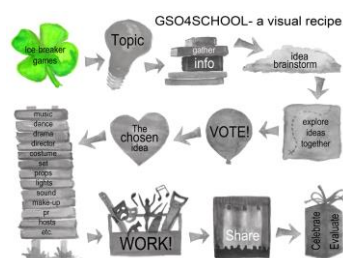 GSO4SCHOOL- a visual recipe
Ice breaker
games
Topic
gather
info
idea
brainstorm
explore
ideas
together
VOTE!
The
chosen
idea
music
dance
drama
director
costume
set
props
lights
sound
make-up
pr
hosts
etc.
WORK!
Share
Celebrate
Evaluate